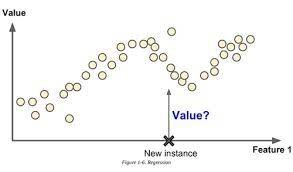 Value
Value?
New instance
Feature 1
Figure 1-6. Regression